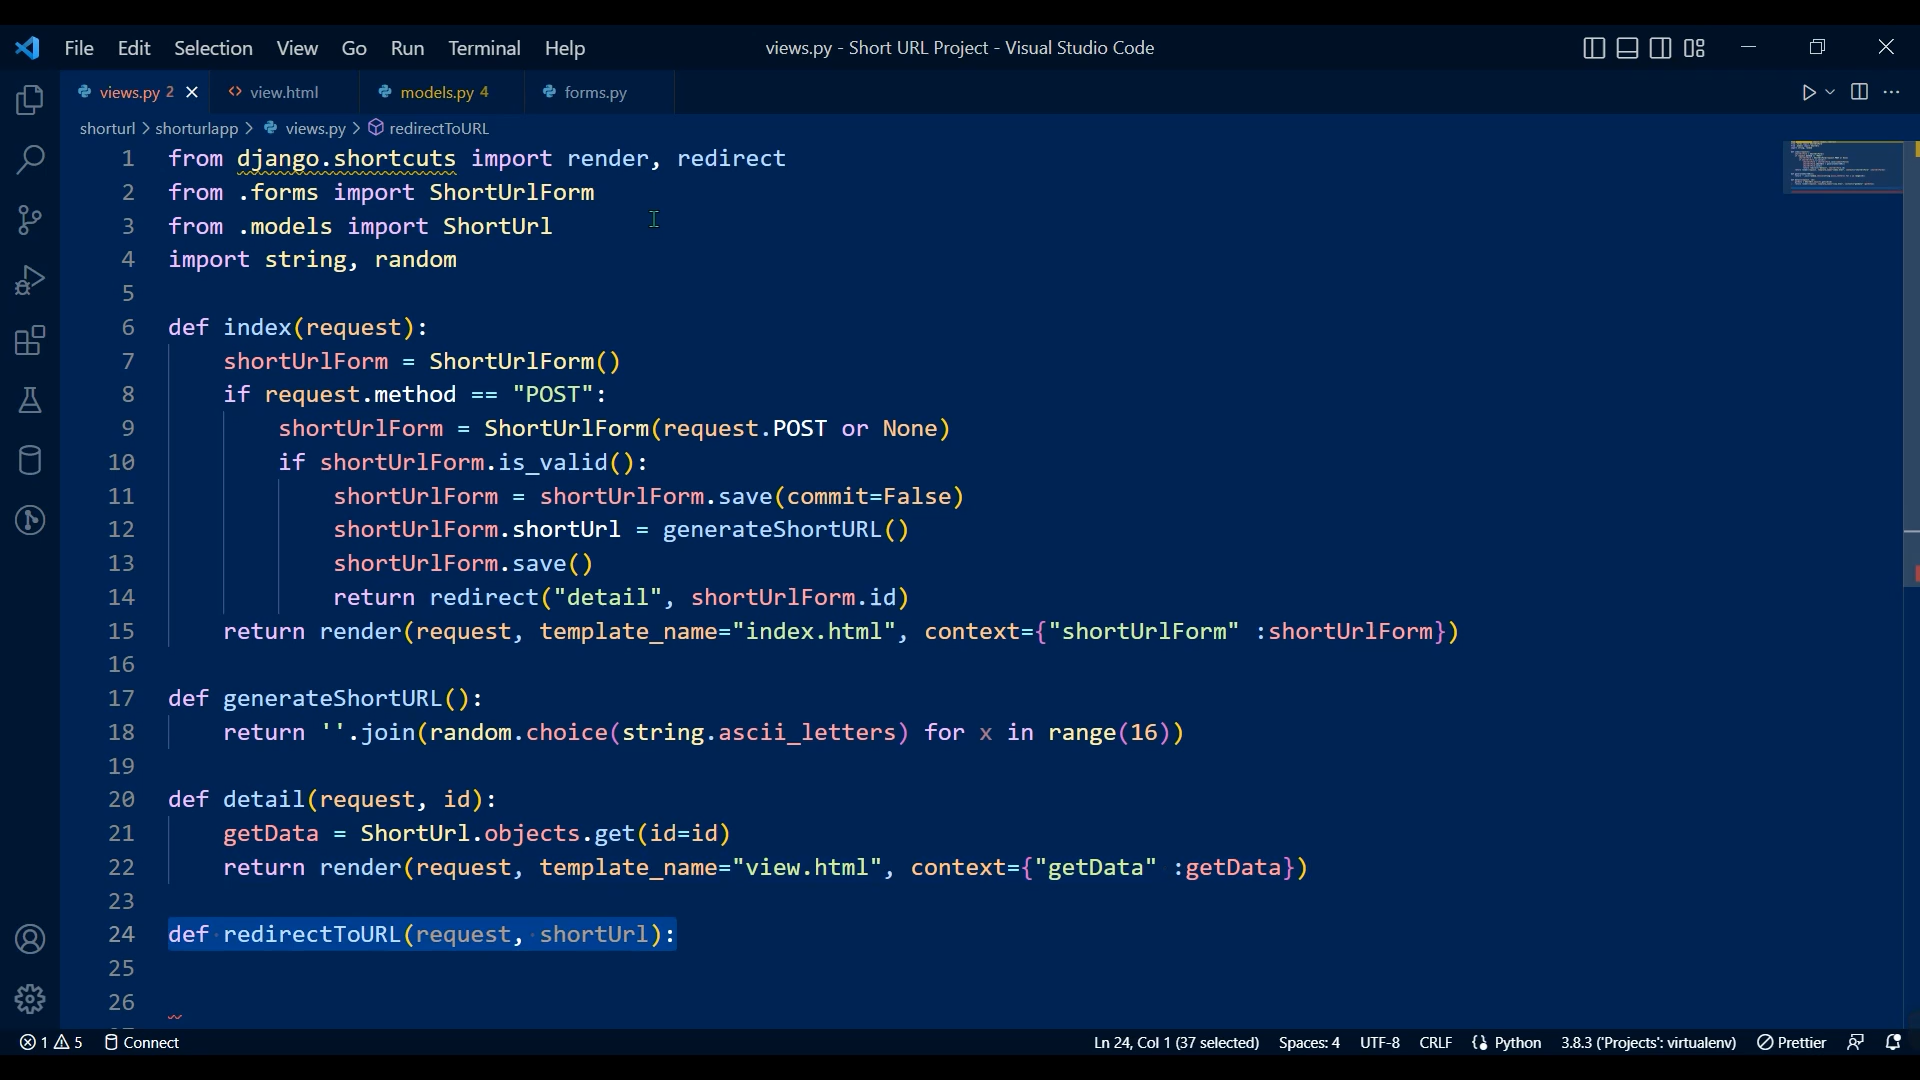 File Edit Selection View Go Run Terminal Help views.py - Short URL Project - Visual Studio Code
views.py 2 view.html models.py 4 forms.py
shorturl > shorturlapp > views.py > redirectToURL
1 from django.shortcuts import render, redirect
2 from .forms import ShortUrlForm
3 from .models import ShortUrl
4 import string, random
5
6 def index(request):
7 shortUrlForm = ShortUrlForm()
8 if request.method == "POST":
9 shortUrlForm = ShortUrlForm(request.POST or None)
10 if shortUrlForm.is_valid():
11 shortUrlForm = shortUrlForm.save(commit=False)
12 shortUrlForm.shortUrl = generateShortURL()
13 shortUrlForm.save()
14 return redirect("detail", shortUrlForm.id)
15 return render(request, template_name="index.html", context={"shortUrlForm" :shortUrlForm})
16
17 def generateShortURL():
18 return ''.join(random.choice(string.ascii_letters) for x in range(16))
19
20 def detail(request, id):
21 getData = ShortUrl.objects.get(id=id)
22 return render(request, template_name="view.html", context={"getData" :getData})
23
24 def redirectToURL(request, shortUrl):
25
26
1 5 Connect Ln 24, Col 1 (37 selected) Spaces: 4 UTF-8 CRLF Python 3.8.3 ('Projects': virtualenv) Prettier